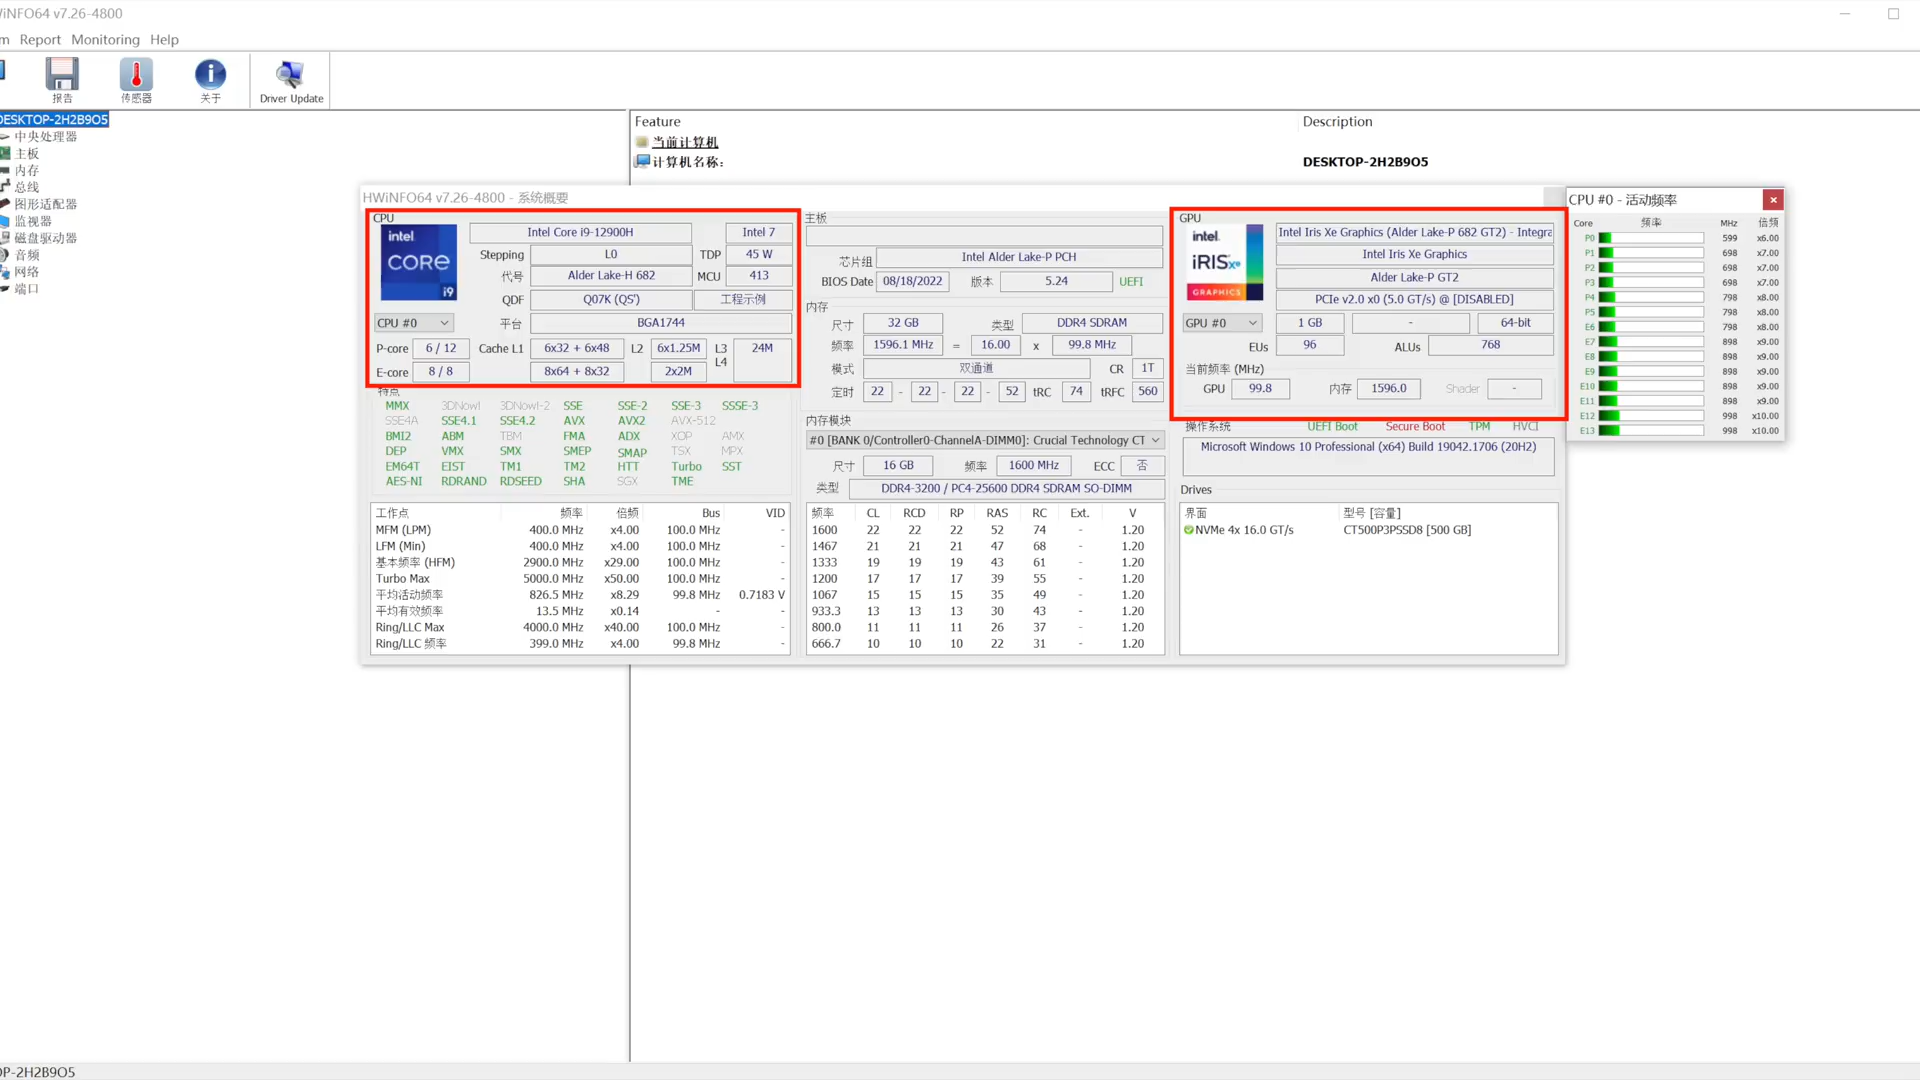 WiNFO64 v7.26-4800
m Report Monitoring Help
报告
传感器
关于
Driver Update
DESKTOP-2H2B9O5
中央处理器
主板
内存
总线
图形适配器
监视器
磁盘驱动器
音频
网络
端口
Feature Description
当前计算机
计算机名称: DESKTOP-2H2B9O5
HWiNFO64 v7.26-4800 - 系统概要
CPU
intel CORE i9
Intel Core i9-12900H Intel 7
Stepping L0 TDP 45 W
代号 Alder Lake-H 682 MCU 413
QDF Q07K (QS') 工程示例
CPU #0 平台 BGA1744
P-core 6 / 12 Cache L1 6x32 + 6x48 L2 6x1.25M L3 24M
L4
E-core 8 / 8 8x64 + 8x32 2x2M
特点
MMX 3DNow! 3DNow!-2 SSE SSE-2 SSE-3 SSSE-3
SSE4A SSE4.1 SSE4.2 AVX AVX2 AVX-512
BMI2 ABM TBM FMA ADX XOP AMX
DEP VMX SMX SMEP SMAP TSX MPX
EM64T EIST TM1 TM2 HTT Turbo SST
AES-NI RDRAND RDSEED SHA SGX TME
工作点 频率 倍频 Bus VID
MFM (LPM) 400.0 MHz x4.00 100.0 MHz -
LFM (Min) 400.0 MHz x4.00 100.0 MHz -
基本频率 (HFM) 2900.0 MHz x29.00 100.0 MHz -
Turbo Max 5000.0 MHz x50.00 100.0 MHz -
平均活动频率 826.5 MHz x8.29 99.8 MHz 0.7183 V
平均有效频率 13.5 MHz x0.14 - -
Ring/LLC Max 4000.0 MHz x40.00 100.0 MHz -
Ring/LLC 频率 399.0 MHz x4.00 99.8 MHz -
主板
芯片组 Intel Alder Lake-P PCH
BIOS Date 08/18/2022 版本 5.24 UEFI
内存
尺寸 32 GB 类型 DDR4 SDRAM
频率 1596.1 MHz = 16.00 x 99.8 MHz
模式 双通道 CR 1T
定时 22 - 22 - 22 - 52 tRC 74 tRFC 560
内存模块
#0 [BANK 0/Controller0-ChannelA-DIMM0]: Crucial Technology CT
尺寸 16 GB 频率 1600 MHz ECC 否
类型 DDR4-3200 / PC4-25600 DDR4 SDRAM SO-DIMM
频率 CL RCD RP RAS RC Ext. V
1600 22 22 22 52 74 - 1.20
1467 21 21 21 47 68 - 1.20
1333 19 19 19 43 61 - 1.20
1200 17 17 17 39 55 - 1.20
1067 15 15 15 35 49 - 1.20
933.3 13 13 13 30 43 - 1.20
800.0 11 11 11 26 37 - 1.20
666.7 10 10 10 22 31 - 1.20
GPU
intel iRISxe GRAPHICS
Intel Iris Xe Graphics (Alder Lake-P 682 GT2) - Integra
Intel Iris Xe Graphics
Alder Lake-P GT2
PCIe v2.0 x0 (5.0 GT/s) @ [DISABLED]
GPU #0 1 GB - 64-bit
EUs 96 ALUs 768
当前频率 (MHz)
GPU 99.8 内存 1596.0 Shader -
操作系统 UEFI Boot Secure Boot TPM HVCI
Microsoft Windows 10 Professional (x64) Build 19042.1706 (20H2)
Drives
界面 型号 [容量]
NVMe 4x 16.0 GT/s CT500P3PSSD8 [500 GB]
CPU #0 - 活动频率
Core 频率 MHz 倍频
P0 599 x6.00
P1 698 x7.00
P2 698 x7.00
P3 698 x7.00
P4 798 x8.00
P5 798 x8.00
E6 798 x8.00
E7 898 x9.00
E8 898 x9.00
E9 898 x9.00
E10 898 x9.00
E11 898 x9.00
E12 998 x10.00
E13 998 x10.00
OP-2H2B9O5